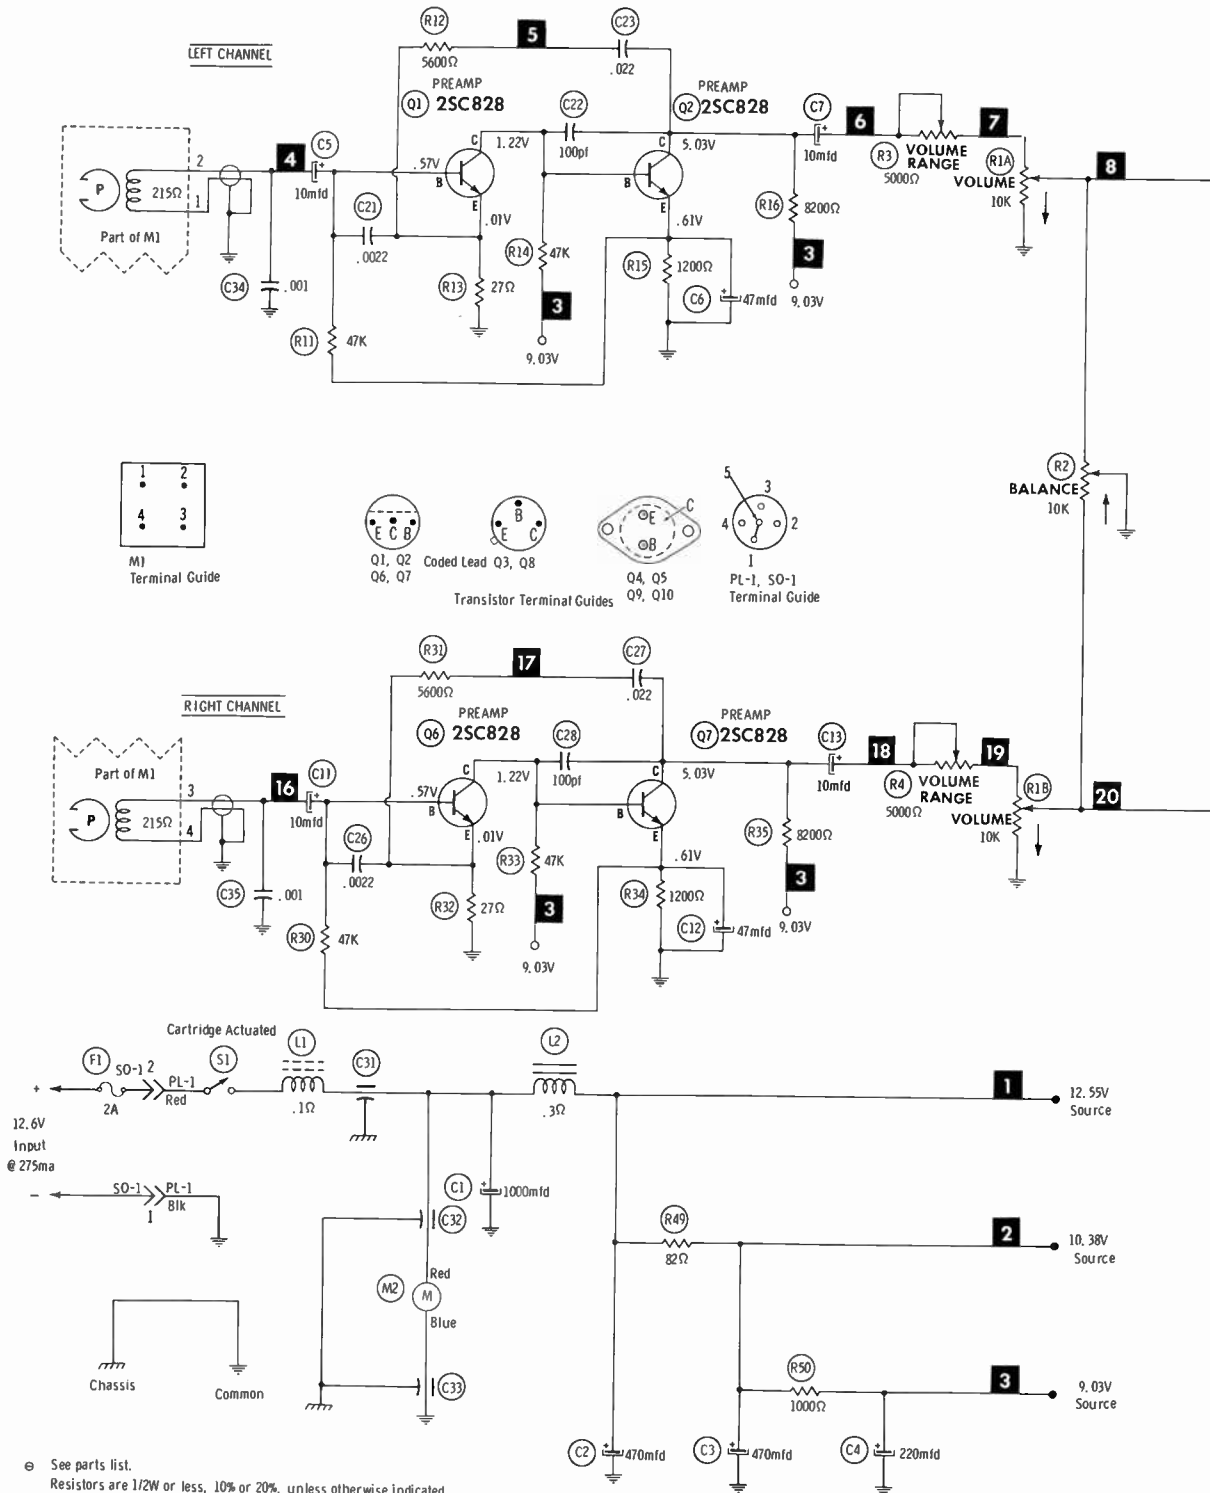 LEFT CHANNEL
R12
5600Ω
5
C23
.022
PREAMP
Q1 2SC828
C22
100pf
PREAMP
Q2 2SC828
C7
10mfd
6
R3
VOLUME
RANGE
5000Ω
7
R1A
VOLUME
10K
8
P
215Ω
2
1
Part of M1
4
C5
10mfd
.57V
B
C
E
1.22V
.01V
C21
.0022
C34
.001
R11
47K
R13
27Ω
R14
47K
3
9.03V
B
C
E
5.03V
.61V
R15
1200Ω
C6
47mfd
R16
8200Ω
3
9.03V
1 2
4 3
M1
Terminal Guide
E C B
Q1, Q2
Q6, Q7
B
E C
Coded Lead Q3, Q8
E
B
C
Q4, Q5
Q9, Q10
Transistor Terminal Guides
5
3
4
2
1
PL-1, SO-1
Terminal Guide
R2
BALANCE
10K
RIGHT CHANNEL
R31
5600Ω
17
C27
.022
PREAMP
Q6 2SC828
C28
100pf
PREAMP
Q7 2SC828
C13
10mfd
18
R4
VOLUME
RANGE
5000Ω
19
R1B
VOLUME
10K
20
Part of M1
P
215Ω
3
4
16
C11
10mfd
.57V
B
C
E
1.22V
.01V
C26
.0022
C35
.001
R30
47K
R32
27Ω
R33
47K
3
9.03V
B
C
E
5.03V
.61V
R34
1200Ω
C12
47mfd
R35
8200Ω
3
9.03V
Cartridge Actuated
F1
2A
SO-1 2
PL-1
Red
S1
L1
.1Ω
C31
L2
.3Ω
1
12.55V
Source
+
12.6V
Input
@ 275ma
−
SO-1
1
PL-1
Blk
C1
1000mfd
C32
R49
82Ω
2
10.38V
Source
Red
M2
M
Blue
C33
Chassis
Common
R50
1000Ω
3
9.03V
Source
C2
470mfd
C3
470mfd
C4
220mfd
⊖ See parts list.
Resistors are 1/2W or less, 10% or 20%, unless otherwise indicated